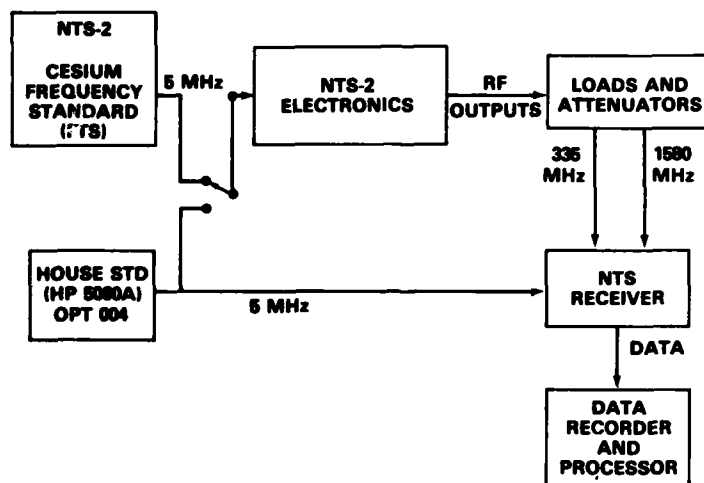 NTS-2
CESIUM
FREQUENCY
STANDARD
(FTS)
5 MHz
NTS-2
ELECTRONICS
RF
OUTPUTS
LOADS AND
ATTENUATORS
335
MHz
1580
MHz
HOUSE STD
(HP 5060A)
OPT 004
5 MHz
NTS
RECEIVER
DATA
DATA
RECORDER
AND
PROCESSOR